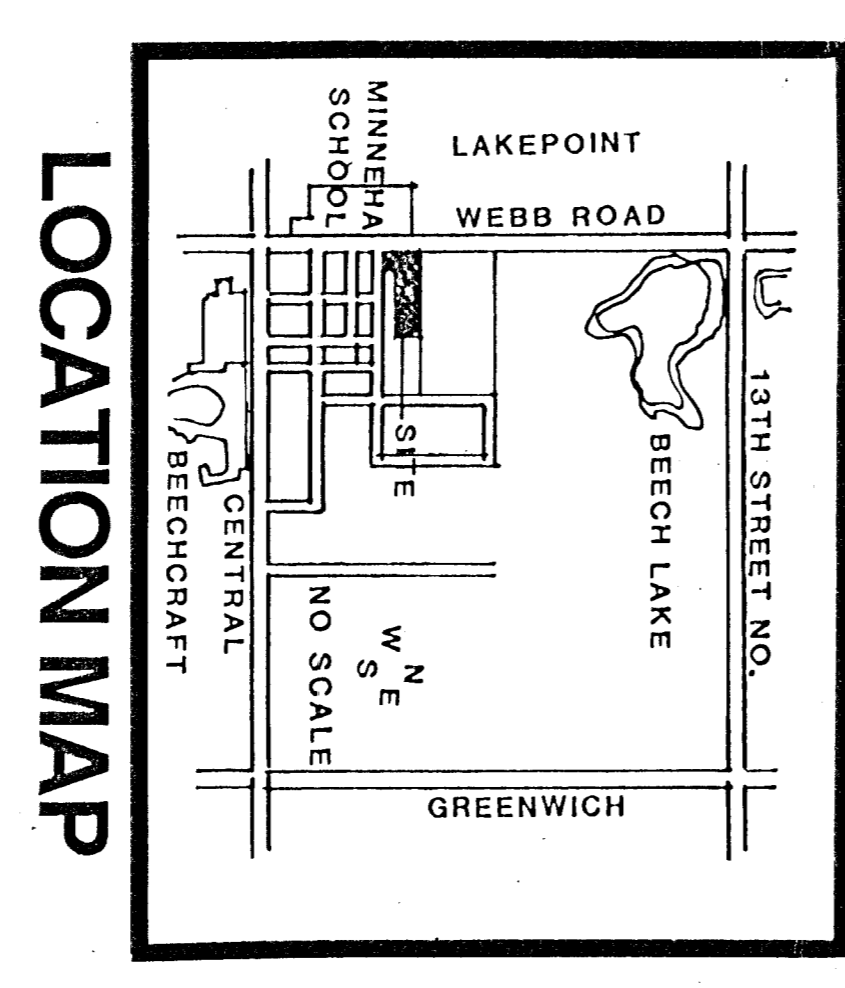 LOCATION MAP
MINNEHA
SCHOOL
LAKEPOINT
WEBB ROAD
13TH STREET NO.
BEECH LAKE
SITE
CENTRAL
BEECHCRAFT
NO SCALE
N
W
E
S
GREENWICH